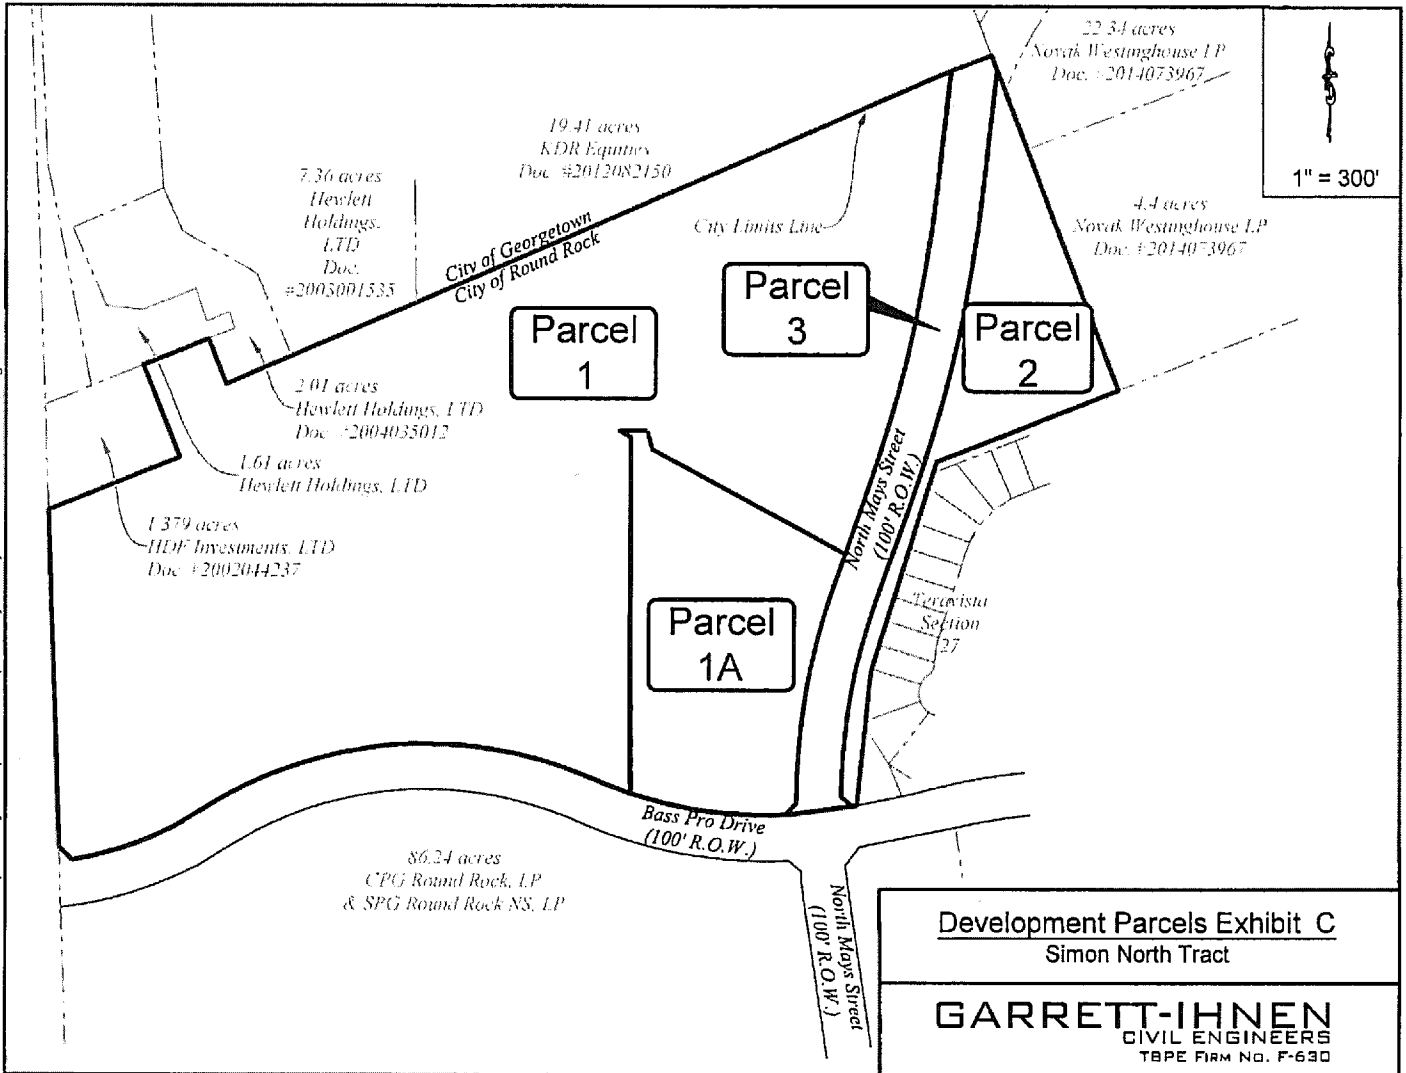 22.34 acres
Novak Westinghouse LP
Doc. #2014073967
1" = 300'
19.41 acres
KDR Equities
Doc. #2012082150
7.36 acres
Hewlett
Holdings,
LTD
Doc.
#2003001535
City Limits Line
4.4 acres
Novak Westinghouse LP
Doc. #2014073967
City of Georgetown
City of Round Rock
Parcel
3
Parcel
1
Parcel
2
2.01 acres
Hewlett Holdings, LTD
Doc. #2004035012
1.61 acres
Hewlett Holdings, LTD
1.379 acres
HDF Investments, LTD
Doc. #2002044237
North Mays Street
(100' R.O.W.)
Teravista
Section
27
Parcel
1A
Bass Pro Drive
(100' R.O.W.)
86.24 acres
CPG Round Rock, LP
& SPG Round Rock NS, LP
North Mays Street
(100' R.O.W.)
Development Parcels Exhibit C
Simon North Tract
GARRETT-IHNEN
CIVIL ENGINEERS
TBPE FIRM NO. F-630